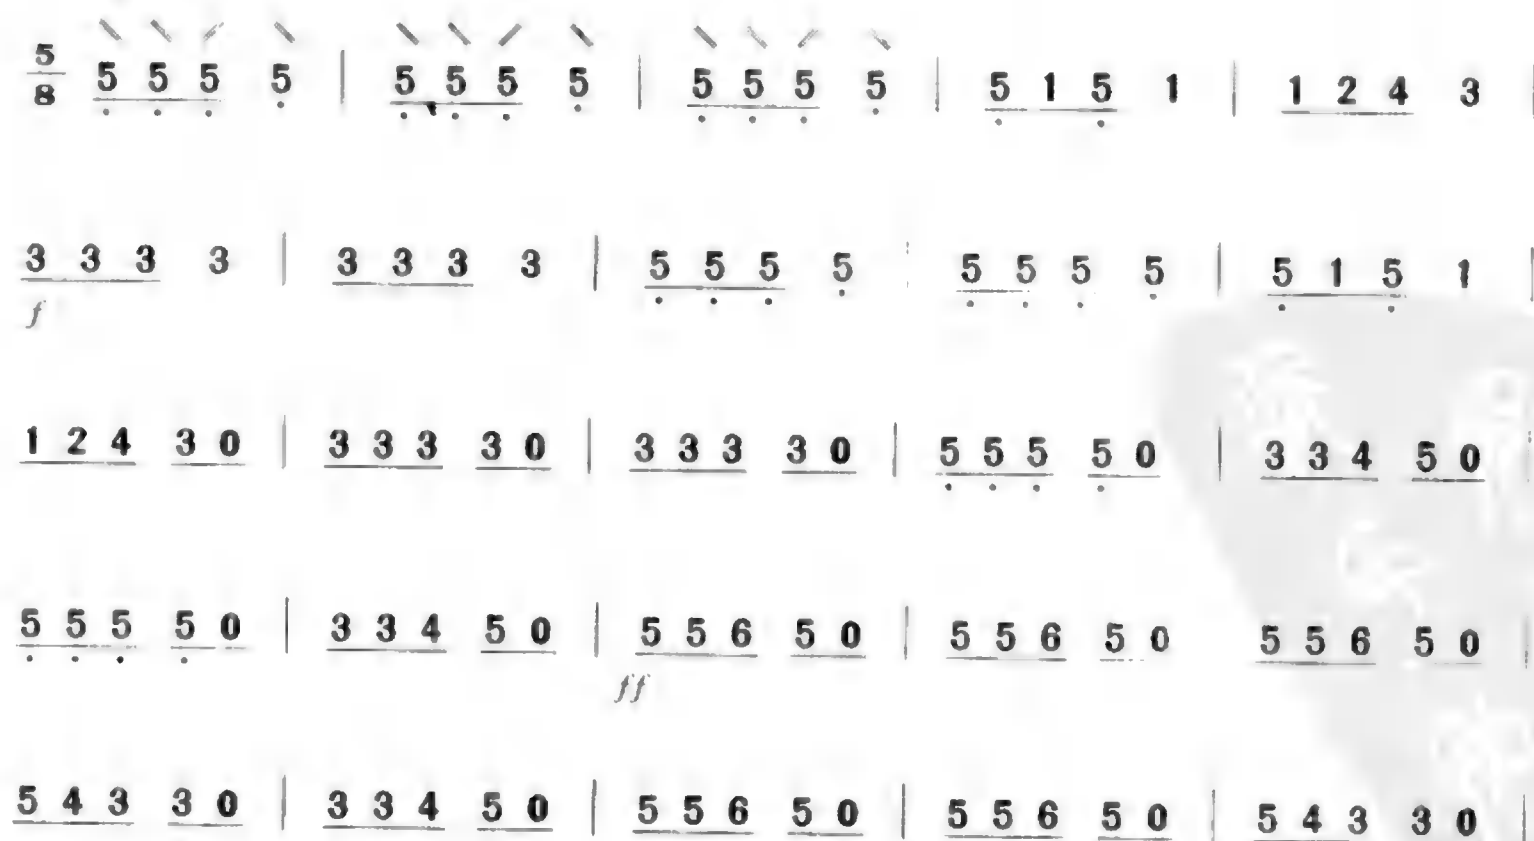 5/8 5 5 5 5 | 5 5 5 5 | 5 5 5 5 | 5 1 5 1 | 1 2 4 3 |
3 3 3 3 | 3 3 3 3 | 5 5 5 5 | 5 5 5 5 | 5 1 5 1 |
f
1 2 4 3 0 | 3 3 3 3 0 | 3 3 3 3 0 | 5 5 5 5 0 | 3 3 4 5 0 |
5 5 5 5 0 | 3 3 4 5 0 | 5 5 6 5 0 | 5 5 6 5 0 5 5 6 5 0 |
ff
5 4 3 3 0 | 3 3 4 5 0 | 5 5 6 5 0 | 5 5 6 5 0 | 5 4 3 3 0 |